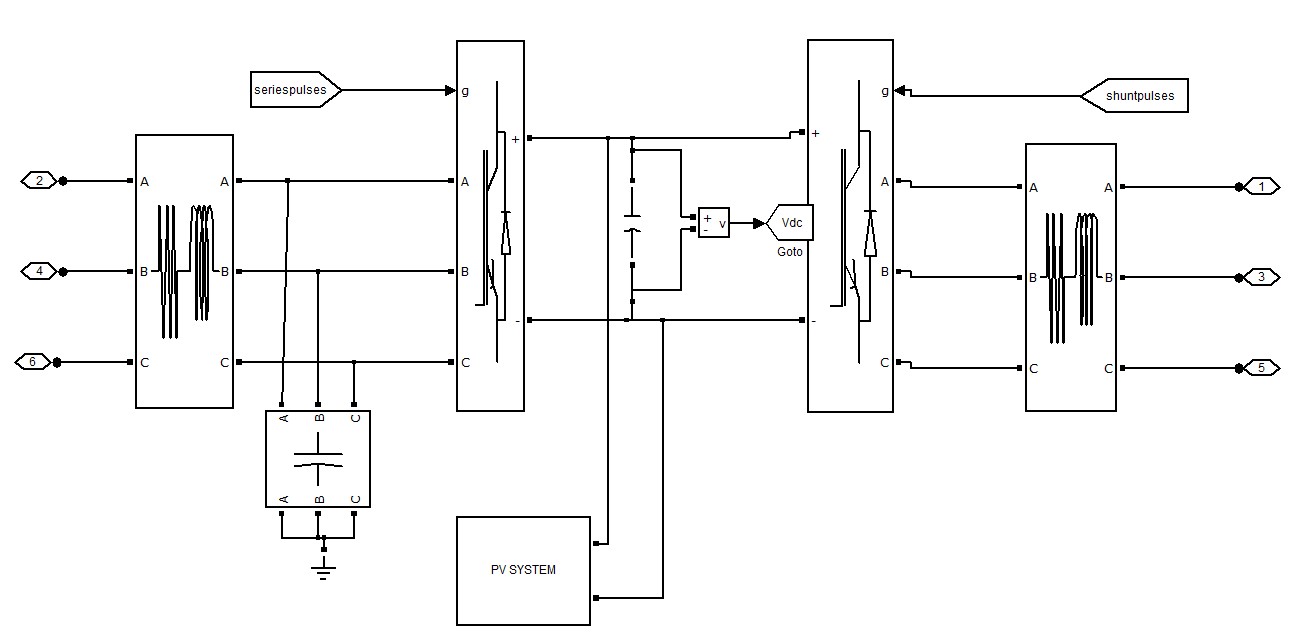 seriespulses
g
+
A
B
-
C
2
4
6
A
B
C
A
B
C
A
B
C
A
B
C
+
-
v
Vdc
Goto
g
+
A
B
-
C
shuntpulses
A
B
C
A
B
C
1
3
5
PV SYSTEM